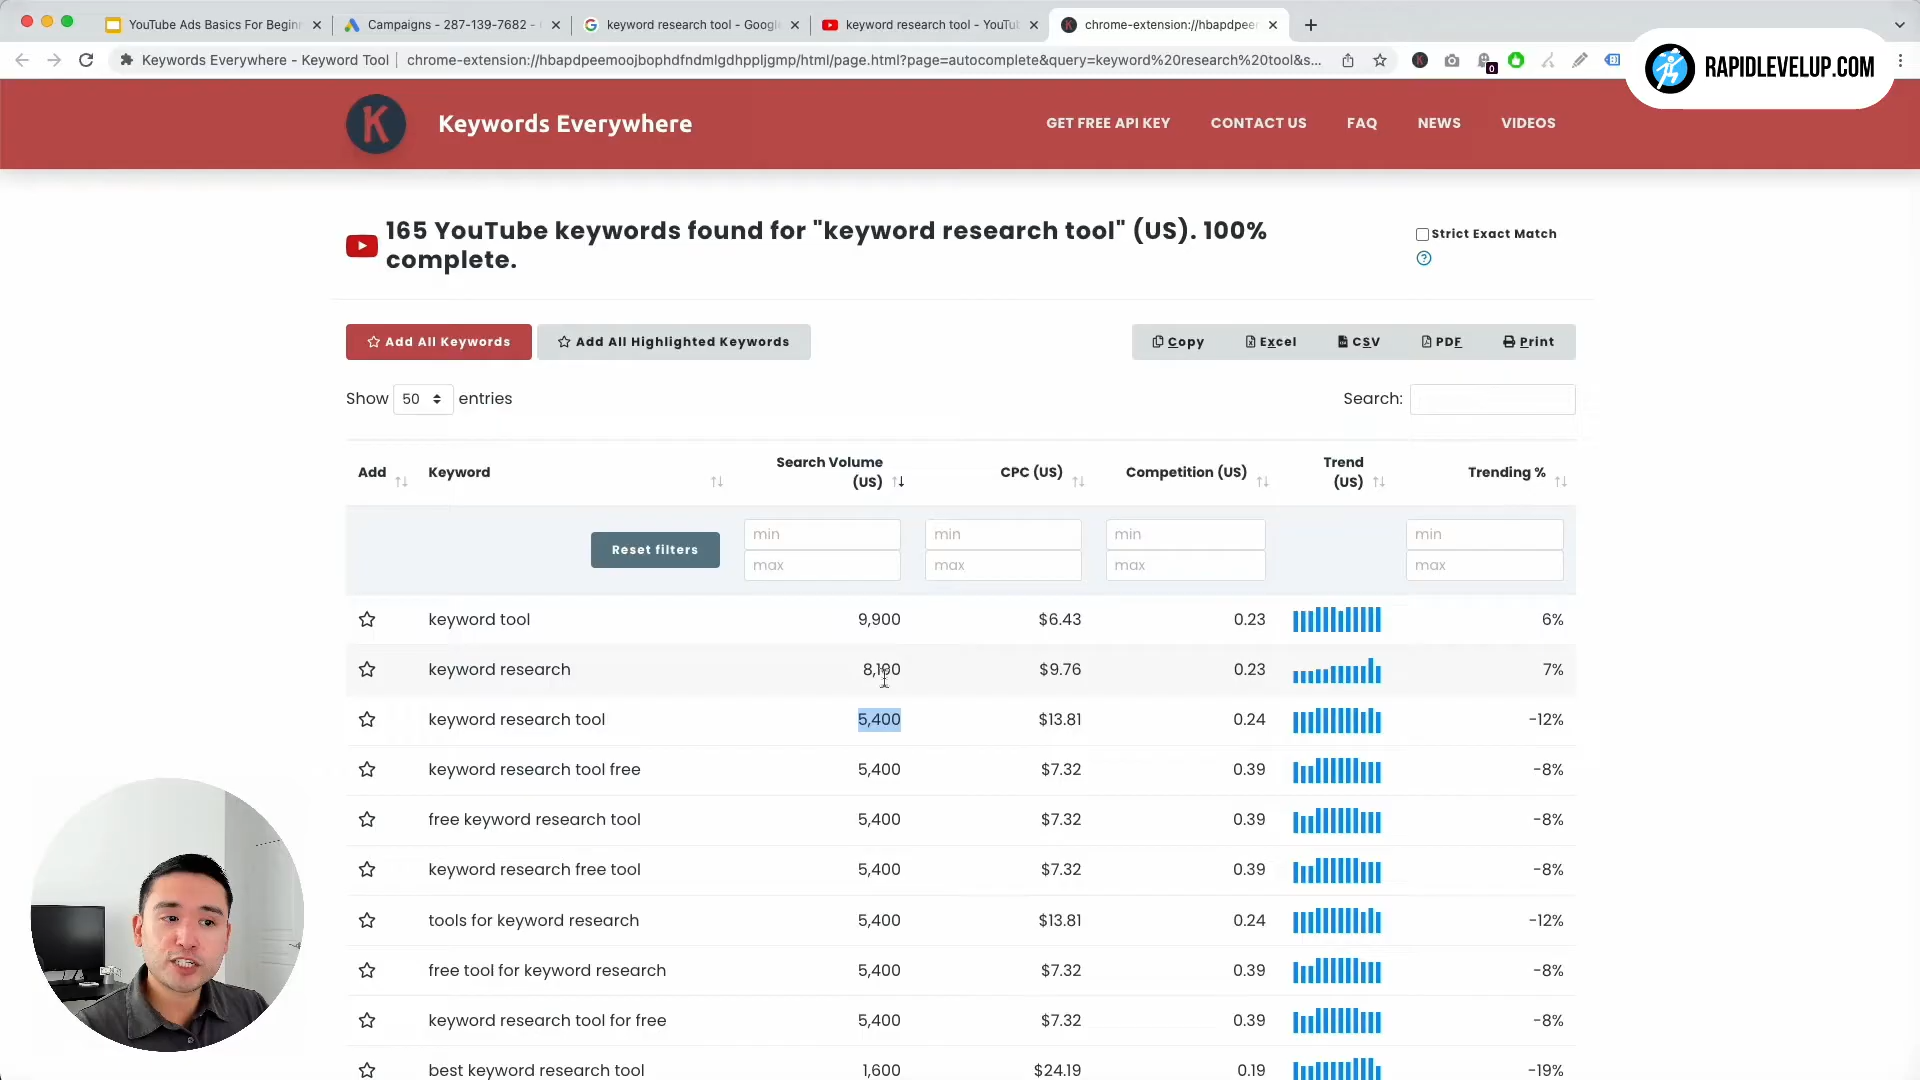 YouTube Ads Basics For Beginn
Campaigns - 287-139-7682 -
keyword research tool - Google
keyword research tool - YouTu
chrome-extension://hbapdpeem
Keywords Everywhere - Keyword Tool
chrome-extension://hbapdpeemoojbophdfndmlgdhppljgmp/html/page.html?page=autocomplete&query=keyword%20research%20tool&s...
0
RAPIDLEVELUP.COM
K
Keywords Everywhere
GET FREE API KEY
CONTACT US
FAQ
NEWS
VIDEOS
165 YouTube keywords found for "keyword research tool" (US). 100%
complete.
Strict Exact Match
Add All Keywords
Add All Highlighted Keywords
Copy
Excel
CSV
PDF
Print
Show 50 entries
Search:
Add
Keyword
Search Volume
(US)
CPC (US)
Competition (US)
Trend
(US)
Trending %
Reset filters
min
max
min
max
min
max
min
max
keyword tool 9,900 $6.43 0.23 6%
keyword research 8,100 $9.76 0.23 7%
keyword research tool 5,400 $13.81 0.24 -12%
keyword research tool free 5,400 $7.32 0.39 -8%
free keyword research tool 5,400 $7.32 0.39 -8%
keyword research free tool 5,400 $7.32 0.39 -8%
tools for keyword research 5,400 $13.81 0.24 -12%
free tool for keyword research 5,400 $7.32 0.39 -8%
keyword research tool for free 5,400 $7.32 0.39 -8%
best keyword research tool 1,600 $24.19 0.19 -19%